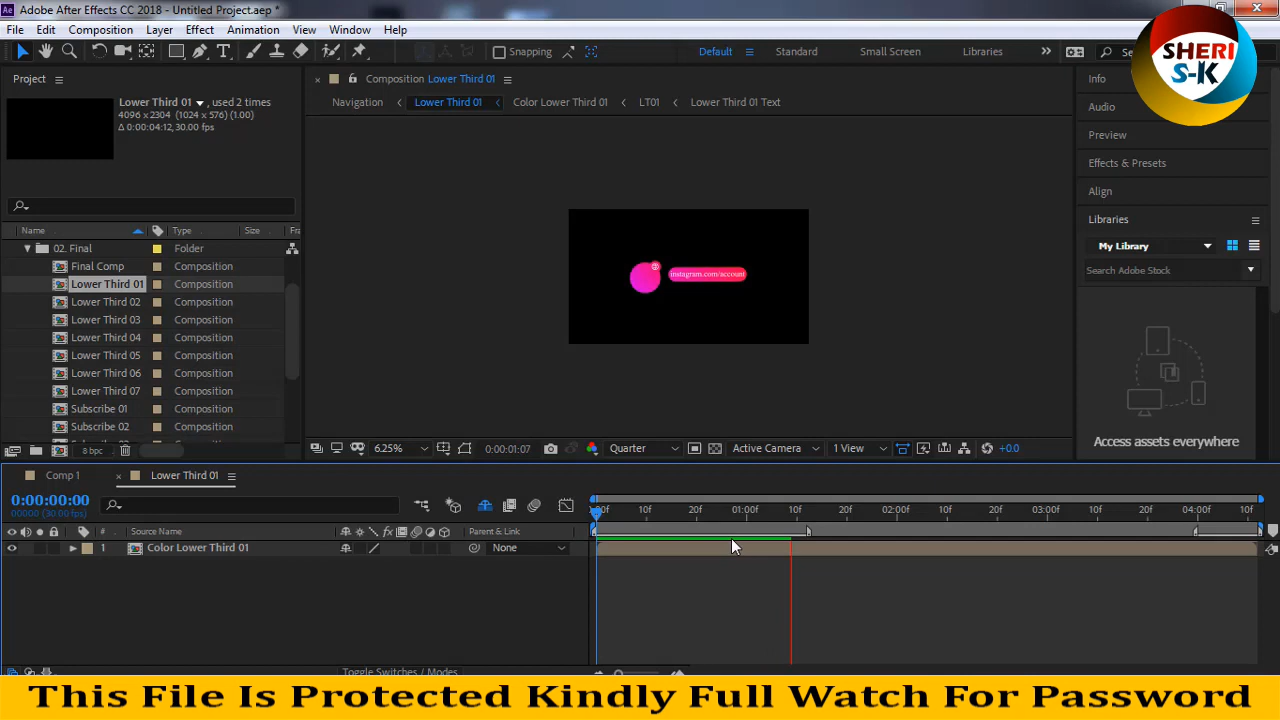 Adobe After Effects CC 2018 - Untitled Project.aep *
File Edit Composition Layer Effect Animation View Window Help
Snapping
Default
Standard
Small Screen
Libraries
SHERI
S-K
Project
Lower Third 01 , used 2 times
4096 x 2304 (1024 x 576) (1.00)
Δ 0:00:04:12, 30.00 fps
Composition Lower Third 01
Navigation
Lower Third 01
Color Lower Third 01
LT01
Lower Third 01 Text
Name Type Size
02. Final Folder
Final Comp Composition
Lower Third 01 Composition
Lower Third 02 Composition
Lower Third 03 Composition
Lower Third 04 Composition
Lower Third 05 Composition
Lower Third 06 Composition
Lower Third 07 Composition
Subscribe 01 Composition
Subscribe 02 Composition
8 bpc
instagram.com/account
6.25%
0:00:01:07
Quarter
Active Camera
1 View
+0.0
Info
Audio
Preview
Effects & Presets
Align
Libraries
My Library
Search Adobe Stock
Access assets everywhere
Comp 1
Lower Third 01
0:00:00:00
00000 (30.00 fps)
# Source Name Parent & Link
1 Color Lower Third 01 None
10f 20f 01:00f 10f 20f 02:00f 10f 20f 03:00f 10f 20f 04:00f 10f
Toggle Switches / Modes
This File Is Protected Kindly Full Watch For Password